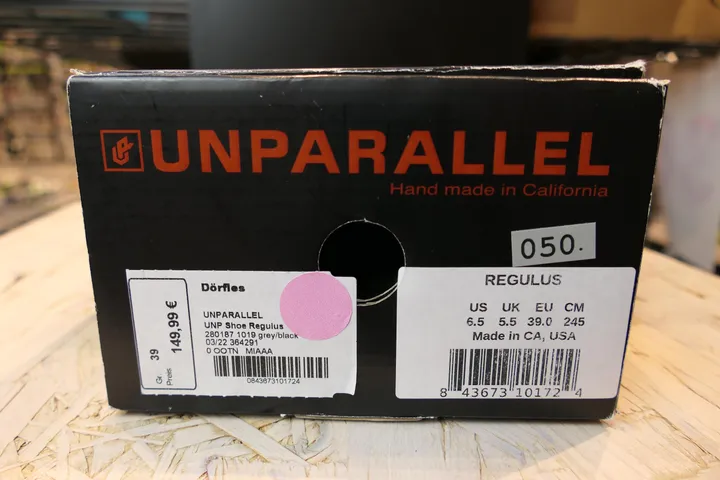 UNPARALLEL
Hand made in California
050.
Gr. 39
Preis 149,99 €
Dörfles
UNPARALLEL
UNP Shoe Regulus
280187 1019 grey/black
03/22 364291
0 OOTN MIAAA
0843673101724
REGULUS
US UK EU CM
6.5 5.5 39.0 245
Made in CA, USA
8 43673 10172 4